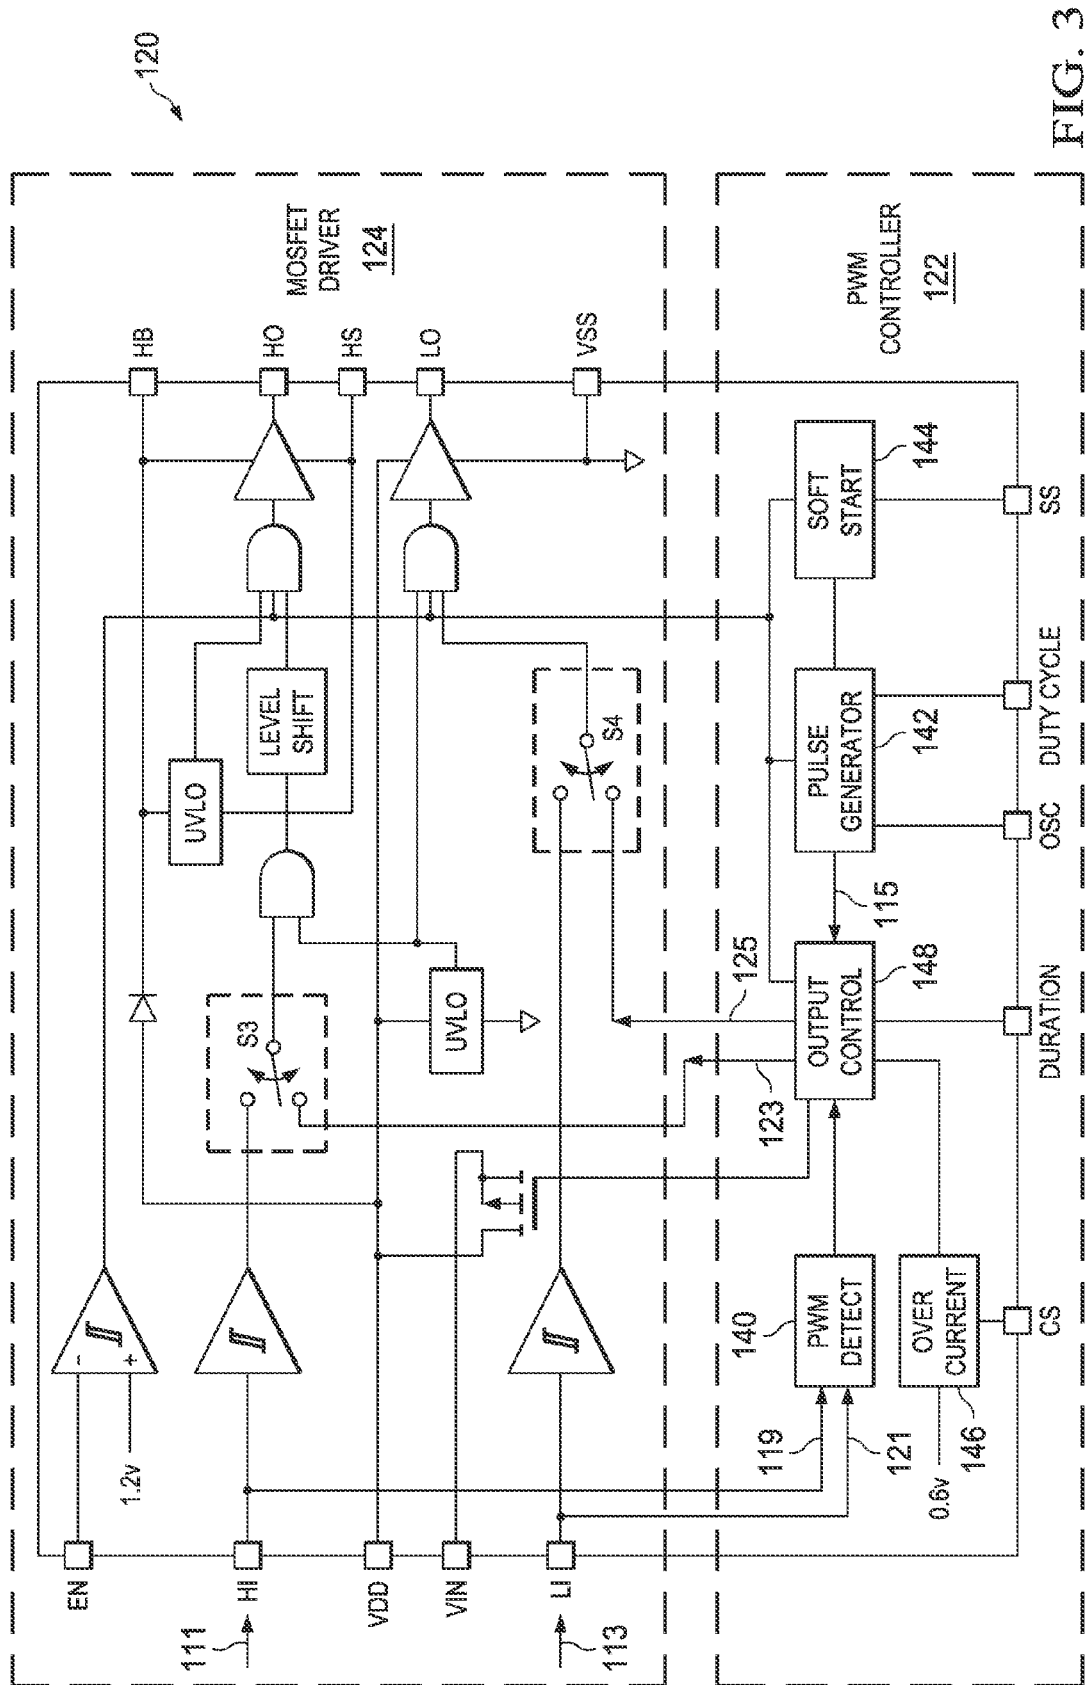 120
MOSFET
DRIVER
124
EN
1.2v
-
+
111
HI
VDD
VIN
LI
113
S3
UVLO
UVLO
LEVEL
SHIFT
S4
HB
HO
HS
LO
VSS
PWM
CONTROLLER
122
119
121
140
PWM
DETECT
146
0.6v
OVER
CURRENT
123
125
OUTPUT
CONTROL
148
115
PULSE
GENERATOR
142
SOFT
START
144
CS
DURATION
OSC
DUTY CYCLE
SS
FIG. 3